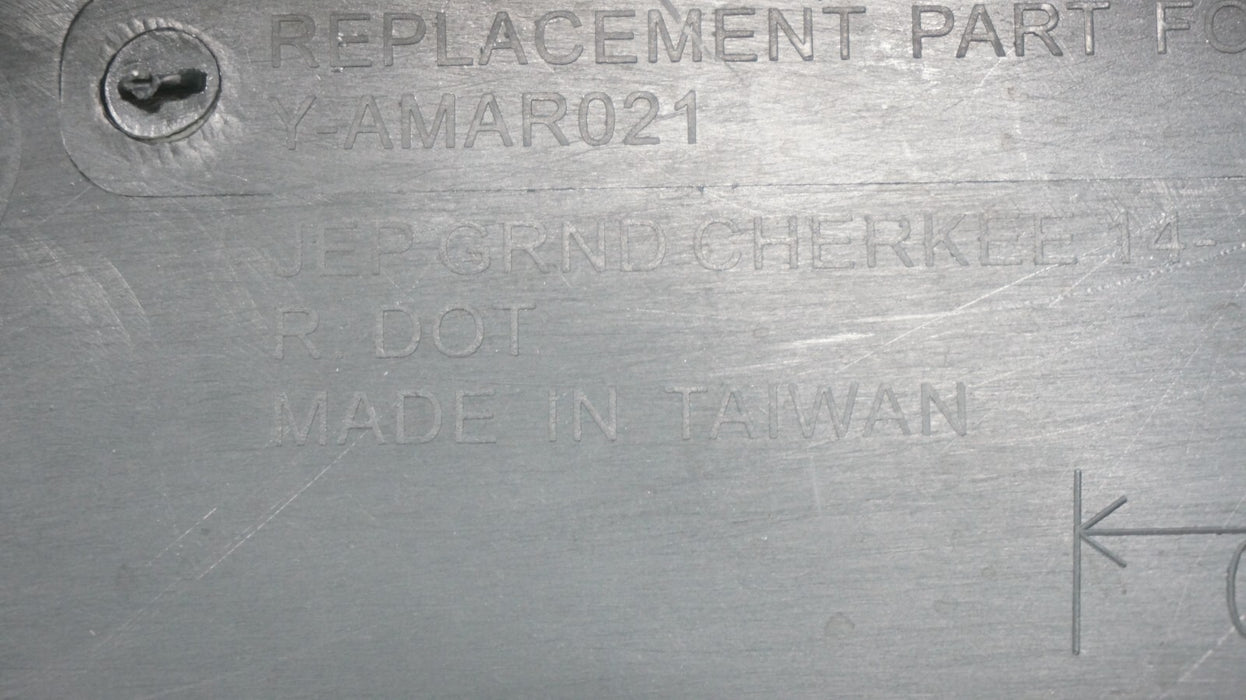 REPLACEMENT PART FO
Y-AMAR021
JEP GRND CHERKEE 14-
R. DOT
MADE IN TAIWAN